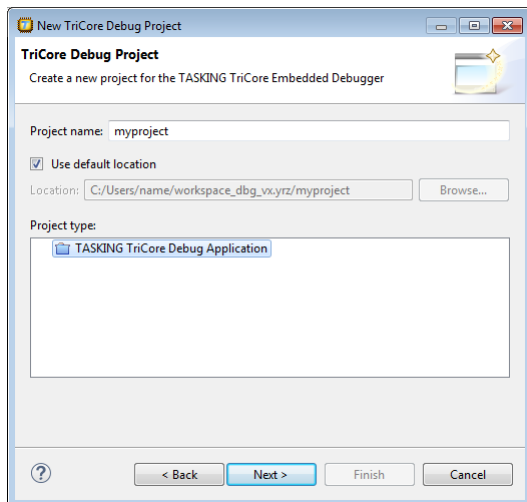 New TriCore Debug Project
TriCore Debug Project
Create a new project for the TASKING TriCore Embedded Debugger
Project name: myproject
Use default location
Location: C:/Users/name/workspace_dbg_vx.yrz/myproject Browse...
Project type:
TASKING TriCore Debug Application
? < Back Next > Finish Cancel